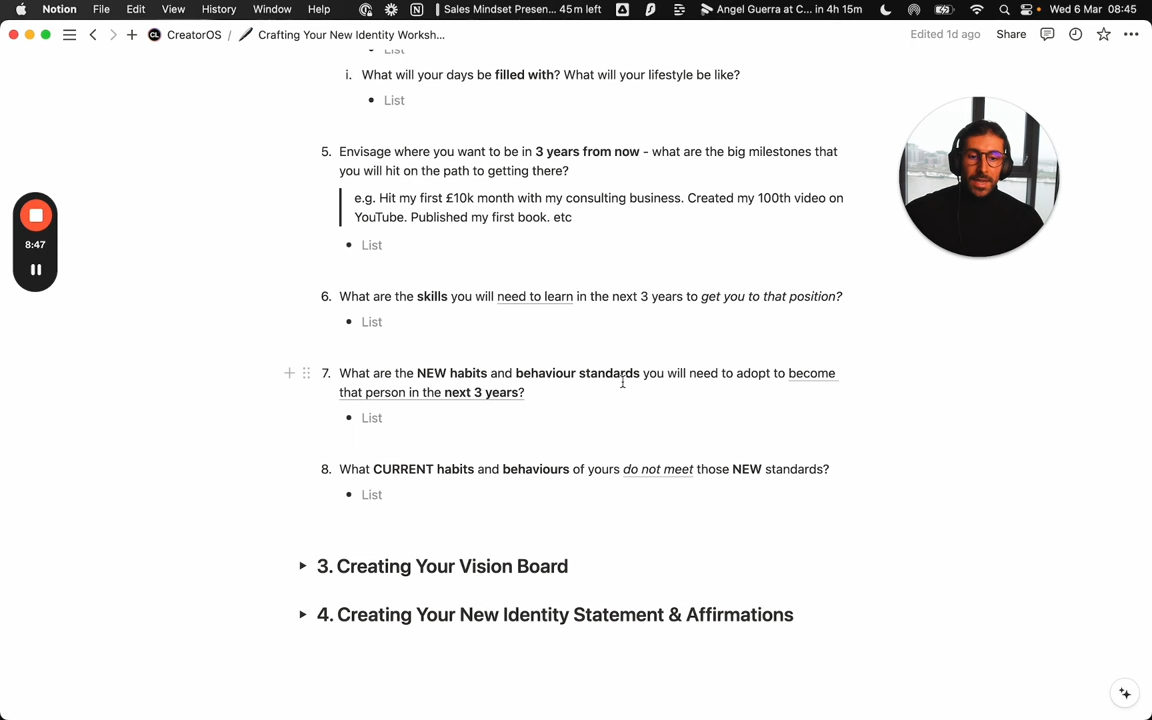 Notion File Edit View History Window Help Sales Mindset Presen... 45 m left Angel Guerra at C... in 4h 15m Wed 6 Mar 08:45
CreatorOS / Crafting Your New Identity Worksh... Edited 1d ago Share
List
i. What will your days be filled with? What will your lifestyle be like?
List
5. Envisage where you want to be in 3 years from now - what are the big milestones that
you will hit on the path to getting there?
e.g. Hit my first £10k month with my consulting business. Created my 100th video on
YouTube. Published my first book. etc
8:47
List
6. What are the skills you will need to learn in the next 3 years to get you to that position?
List
7. What are the NEW habits and behaviour standards you will need to adopt to become
that person in the next 3 years?
List
8. What CURRENT habits and behaviours of yours do not meet those NEW standards?
List
3. Creating Your Vision Board
4. Creating Your New Identity Statement & Affirmations